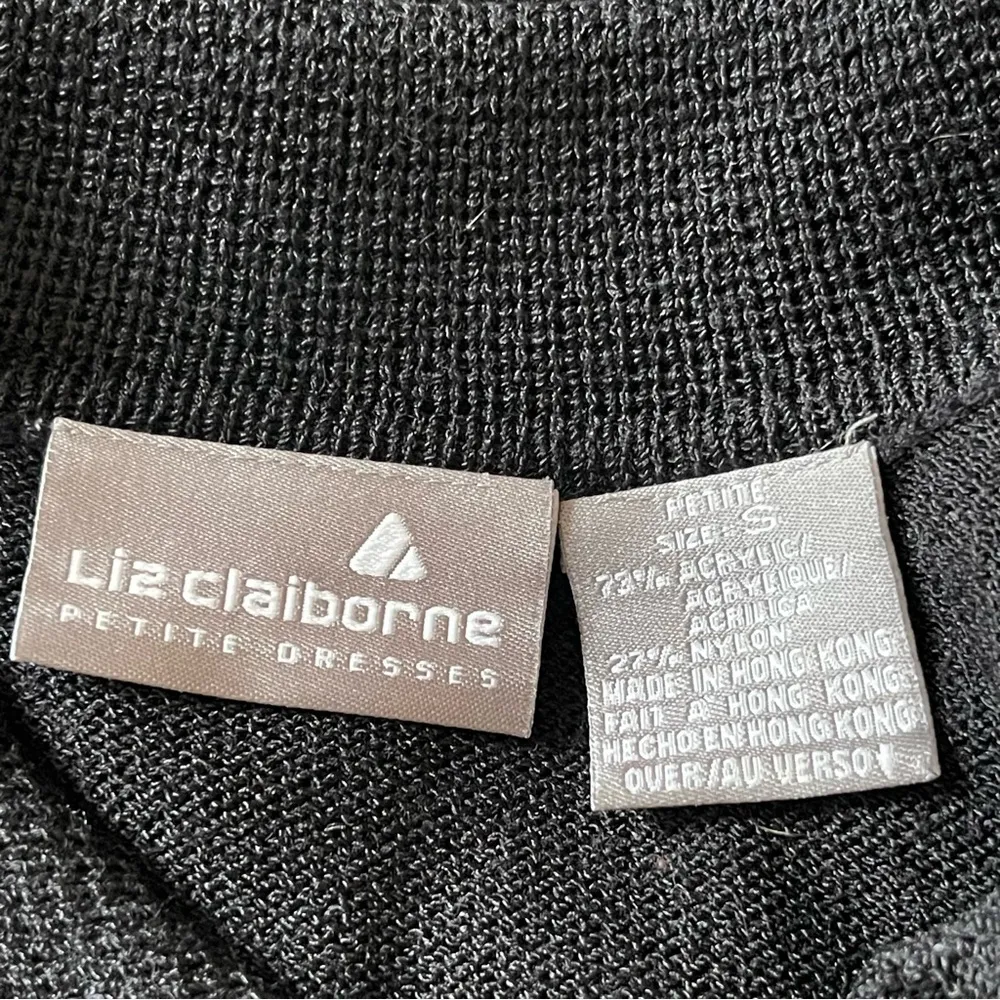 Liz claiborne
PETITE DRESSES
PETITE
SIZE - S
73% ACRYLIC/
ACRYLIQUE/
ACRILICA
27% NYLON
MADE IN HONG KONG
FAIT A HONG KONG
HECHO EN HONG KONG
OVER/AU VERSO